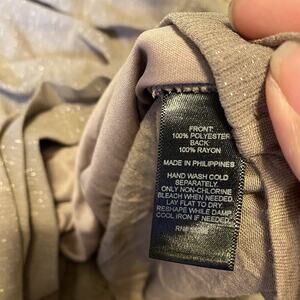 FRONT:
100% POLYESTER
BACK:
100% RAYON
MADE IN PHILIPPINES
HAND WASH COLD
SEPARATELY.
ONLY NON-CHLORINE
BLEACH WHEN NEEDED.
LAY FLAT TO DRY.
RESHAPE WHILE DAMP.
COOL IRON IF NEEDED.